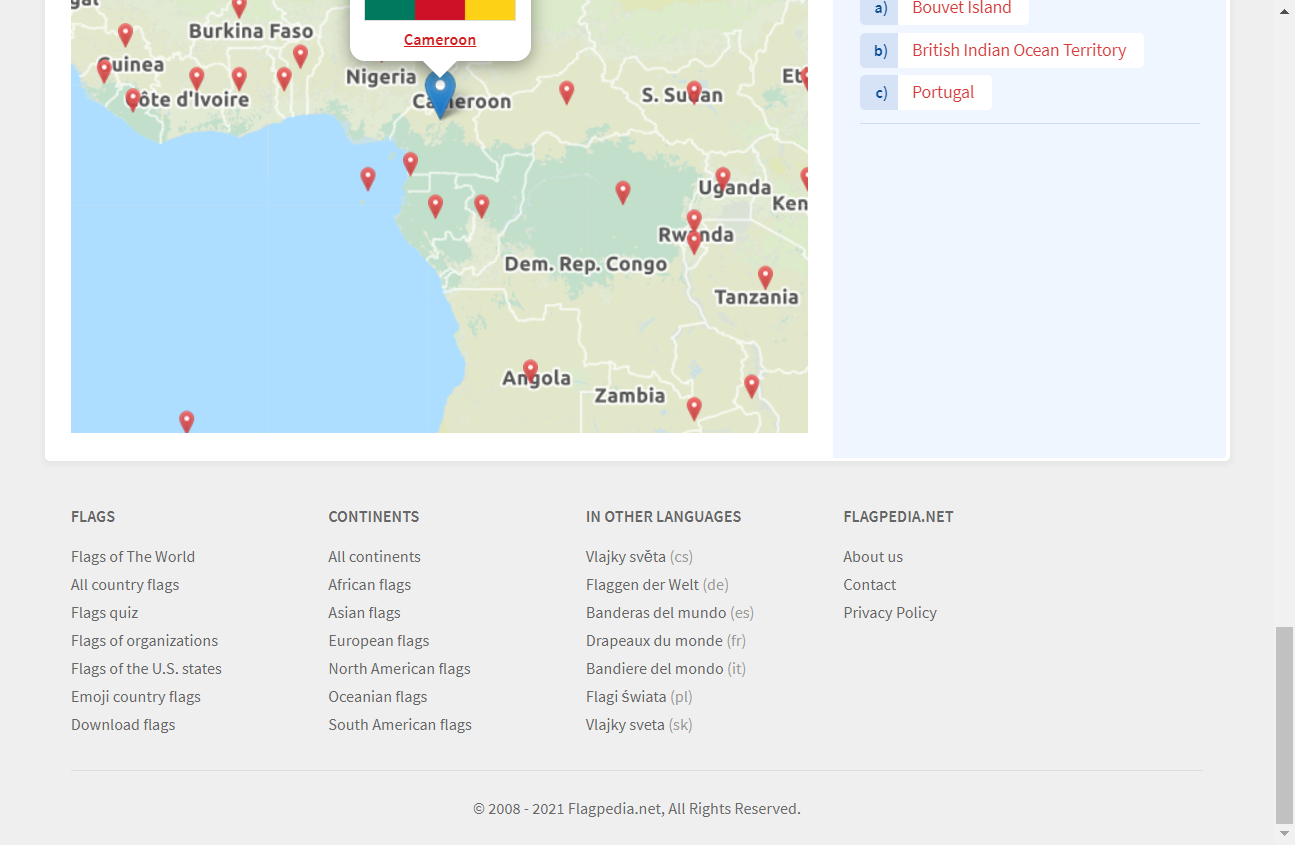 Burkina Faso
Cameroon
Guinea
Nigeria
Côte d'Ivoire
Cameroon
S. Sudan
Uganda
Rwanda
Dem. Rep. Congo
Tanzania
Angola
Zambia
a) Bouvet Island
b) British Indian Ocean Territory
c) Portugal
FLAGS
Flags of The World
All country flags
Flags quiz
Flags of organizations
Flags of the U.S. states
Emoji country flags
Download flags
CONTINENTS
All continents
African flags
Asian flags
European flags
North American flags
Oceanian flags
South American flags
IN OTHER LANGUAGES
Vlajky světa (cs)
Flaggen der Welt (de)
Banderas del mundo (es)
Drapeaux du monde (fr)
Bandiere del mondo (it)
Flagi świata (pl)
Vlajky sveta (sk)
FLAGPEDIA.NET
About us
Contact
Privacy Policy
© 2008 - 2021 Flagpedia.net, All Rights Reserved.